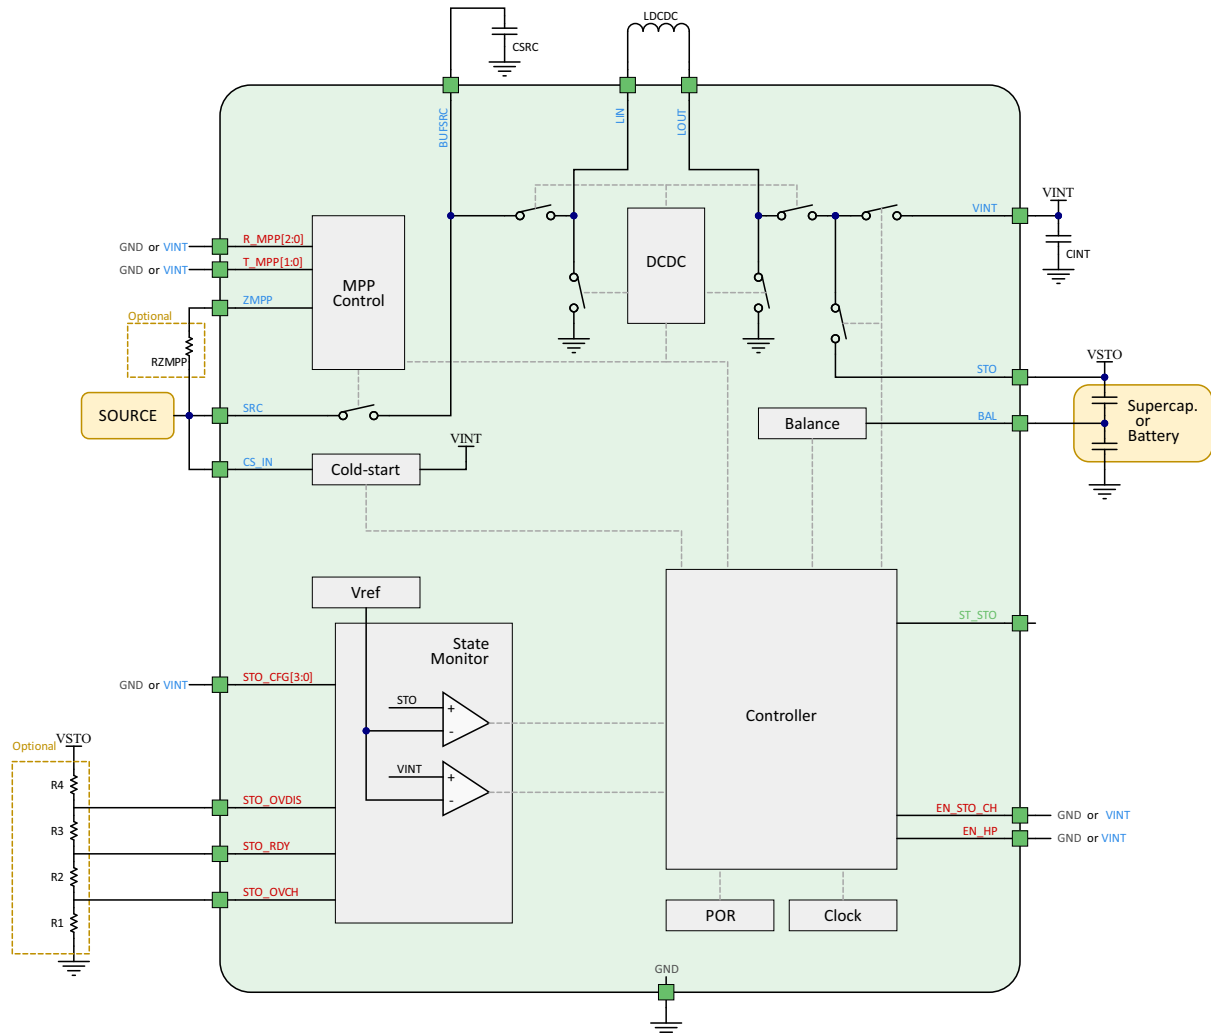 LDCDC
CSRC
BUFSRC
LIN
LOUT
VINT
VINT
CINT
GND or VINT
R_MPP[2:0]
GND or VINT
T_MPP[1:0]
MPP
Control
DCDC
ZMPP
Optional
RZMPP
STO
VSTO
SOURCE
SRC
BAL
Balance
Supercap.
or
Battery
CS_IN
Cold-start
VINT
Vref
State
Monitor
ST_STO
GND or VINT
STO_CFG[3:0]
STO
+
-
VINT
+
-
Controller
Optional
VSTO
R4
STO_OVDIS
R3
STO_RDY
R2
STO_OVCH
R1
EN_STO_CH
GND or VINT
EN_HP
GND or VINT
POR
Clock
GND